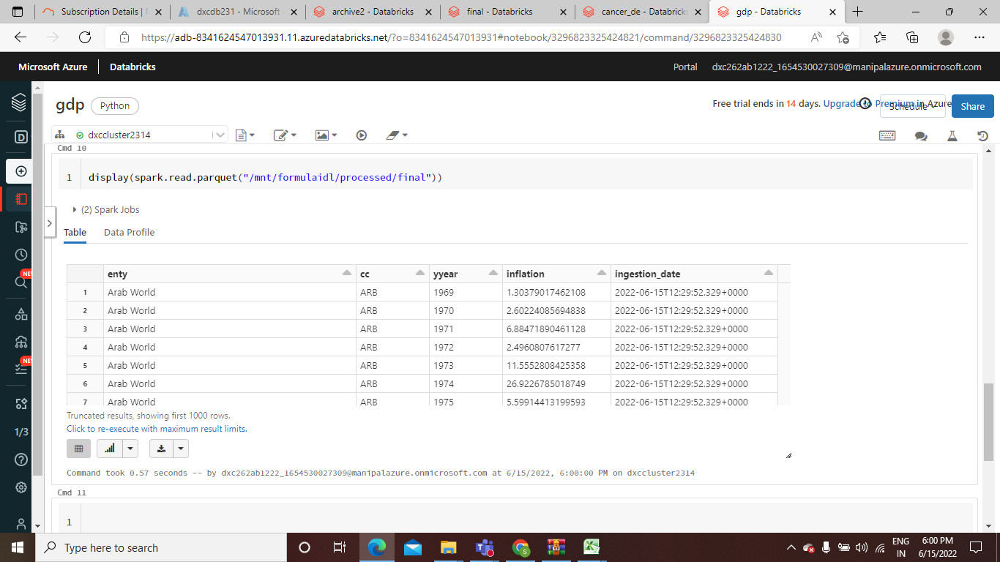 Subscription Details |
dxcdb231 - Microsoft
archive2 - Databricks
final - Databricks
cancer_de - Databricks
gdp - Databricks
https://adb-8341624547013931.11.azuredatabricks.net/?o=8341624547013931#notebook/3296823325424821/command/3296823325424830
Microsoft Azure
Databricks
Portal
dxc262ab1222_1654530027309@manipalazure.onmicrosoft.com
gdp
Python
Free trial ends in 14 days. Upgrade to Premium in Azure
Schedule
Share
dxccluster2314
Cmd 10
1 display(spark.read.parquet("/mnt/formulaidl/processed/final"))
(2) Spark Jobs
Table Data Profile
enty cc yyear inflation ingestion_date
1 Arab World ARB 1969 1.30379017462108 2022-06-15T12:29:52.329+0000
2 Arab World ARB 1970 2.60224085694838 2022-06-15T12:29:52.329+0000
3 Arab World ARB 1971 6.88471890461128 2022-06-15T12:29:52.329+0000
4 Arab World ARB 1972 2.4960807617277 2022-06-15T12:29:52.329+0000
5 Arab World ARB 1973 11.5552808425358 2022-06-15T12:29:52.329+0000
6 Arab World ARB 1974 26.9226785018749 2022-06-15T12:29:52.329+0000
7 Arab World ARB 1975 5.59914413199593 2022-06-15T12:29:52.329+0000
Truncated results, showing first 1000 rows.
Click to re-execute with maximum result limits.
Command took 0.57 seconds -- by dxc262ab1222_1654530027309@manipalazure.onmicrosoft.com at 6/15/2022, 6:00:00 PM on dxccluster2314
Cmd 11
1
D
NEW
NEW
1/3
Type here to search
ENG
IN
6:00 PM
6/15/2022